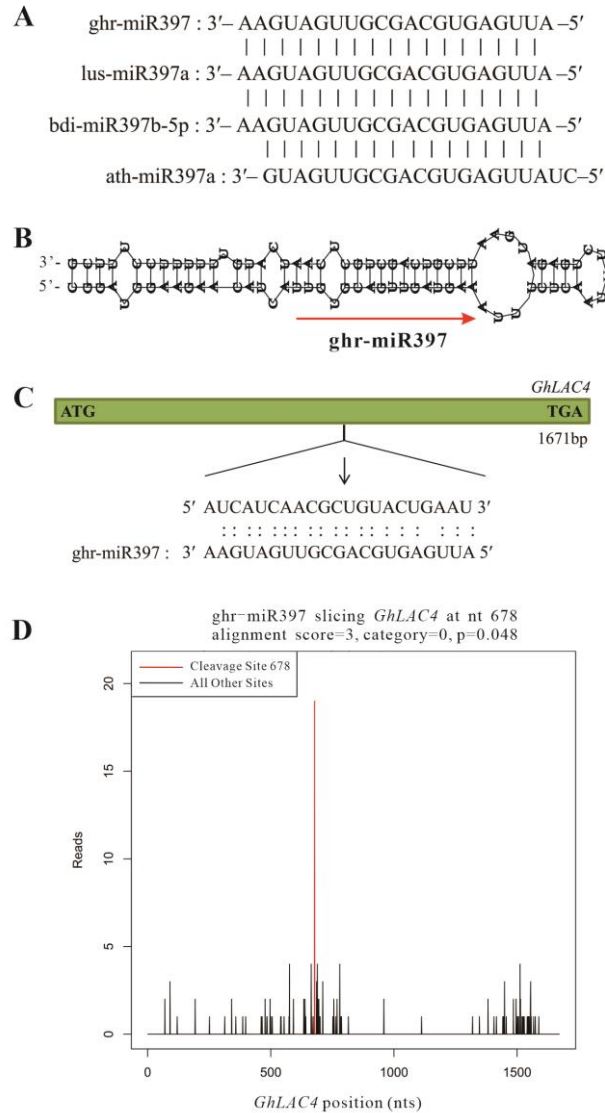 A
ghr-miR397 : 3′– AAGUAGUUGCGACGUGAGUUA –5′
lus-miR397a : 3′– AAGUAGUUGCGACGUGAGUUA –5′
bdi-miR397b-5p : 3′– AAGUAGUUGCGACGUGAGUUA –5′
ath-miR397a : 3′– GUAGUUGCGACGUGAGUUAUC–5′
B
3′-
5′-
ghr-miR397
C
GhLAC4
ATG TGA
1671bp
5′ AUCAUCAACGCUGUACUGAAU 3′
ghr-miR397 : 3′ AAGUAGUUGCGACGUGAGUUA 5′
D
ghr-miR397 slicing GhLAC4 at nt 678
alignment score=3, category=0, p=0.048
Cleavage Site 678
All Other Sites
20
15
10
5
0
Reads
0 500 1000 1500
GhLAC4 position (nts)